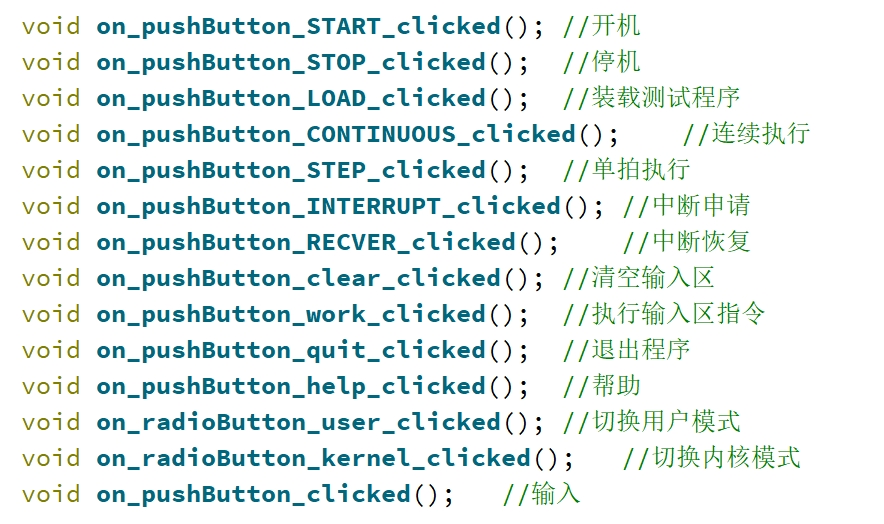 void on_pushButton_START_clicked(); //开机
void on_pushButton_STOP_clicked(); //停机
void on_pushButton_LOAD_clicked(); //装载测试程序
void on_pushButton_CONTINUOUS_clicked(); //连续执行
void on_pushButton_STEP_clicked(); //单拍执行
void on_pushButton_INTERRUPT_clicked(); //中断申请
void on_pushButton_RECVER_clicked(); //中断恢复
void on_pushButton_clear_clicked(); //清空输入区
void on_pushButton_work_clicked(); //执行输入区指令
void on_pushButton_quit_clicked(); //退出程序
void on_pushButton_help_clicked(); //帮助
void on_radioButton_user_clicked(); //切换用户模式
void on_radioButton_kernel_clicked(); //切换内核模式
void on_pushButton_clicked(); //输入